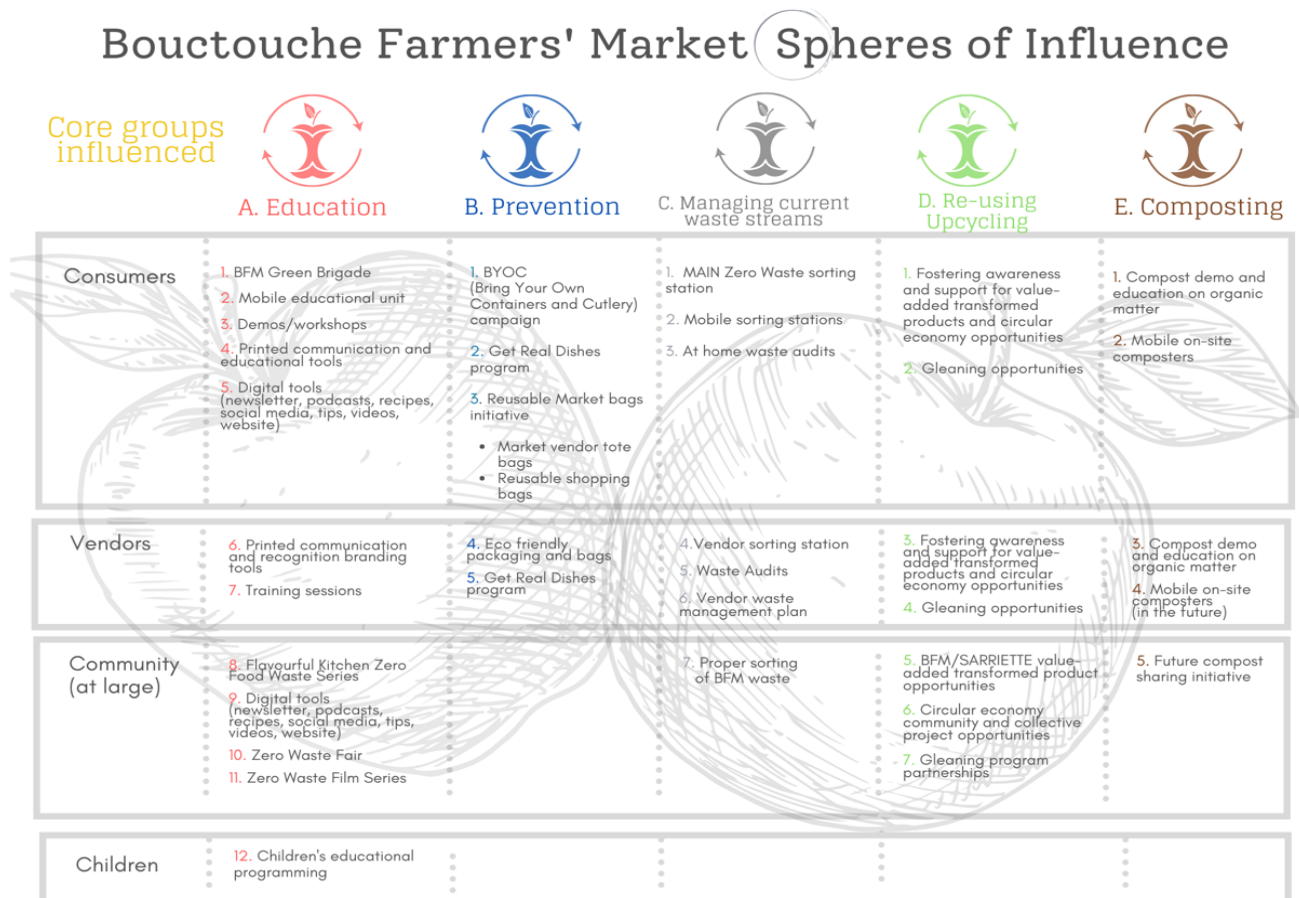 Bouctouche Farmers' Market Spheres of Influence
Core groups
influenced
A. Education
B. Prevention
C. Managing current
waste streams
D. Re-using
Upcycling
E. Composting
Consumers
1. BFM Green Brigade
2. Mobile educational unit
3. Demos/workshops
4. Printed communication and
educational tools
5. Digital tools
(newsletter, podcasts, recipes,
social media, tips, videos,
website)
1. BYOC
(Bring Your Own
Containers and Cutlery)
campaign
2. Get Real Dishes
program
3. Reusable Market bags
initiative
• Market vendor tote
bags
• Reusable shopping
bags
1. MAIN Zero Waste sorting
station
2. Mobile sorting stations
3. At home waste audits
1. Fostering awareness
and support for value-
added transformed
products and circular
economy opportunities
2. Gleaning opportunities
1. Compost demo and
education on organic
matter
2. Mobile on-site
composters
Vendors
6. Printed communication
and recognition branding
tools
7. Training sessions
4. Eco friendly
packaging and bags
5. Get Real Dishes
program
4.Vendor sorting station
5. Waste Audits
6. Vendor waste
management plan
3. Fostering awareness
and support for value-
added transformed
products and circular
economy opportunities
4. Gleaning opportunities
3. Compost demo
and education on
organic matter
4. Mobile on-site
composters
(in the future)
Community
(at large)
8. Flavourful Kitchen Zero
Food Waste Series
9. Digital tools
(newsletter, podcasts,
recipes, social media, tips,
videos, website)
10. Zero Waste Fair
11. Zero Waste Film Series
7. Proper sorting
of BFM waste
5. BFM/SARRIETTE value-
added transformed product
opportunities
6. Circular economy
community and collective
project opportunities
7. Gleaning program
partnerships
5. Future compost
sharing initiative
Children
12. Children's educational
programming